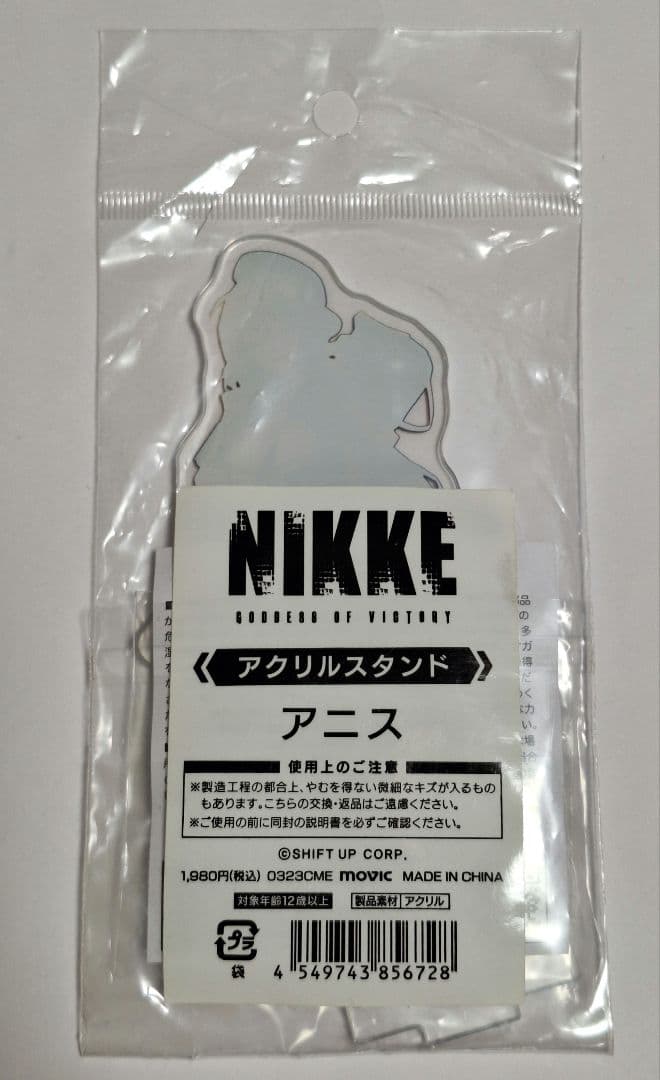 NIKKE
GODDESS OF VICTORY
アクリルスタンド
アニス
使用上のご注意
※製造工程の都合上、やむを得ない微細なキズが入るもの
もあります。こちらの交換・返品はご遠慮ください。
※ご使用の前に同封の説明書を必ずご確認ください。
©SHIFT UP CORP.
1,980円(税込) 0323CME movic MADE IN CHINA
対象年齢12歳以上 製品素材 アクリル
プラ
袋
4 549743 856728